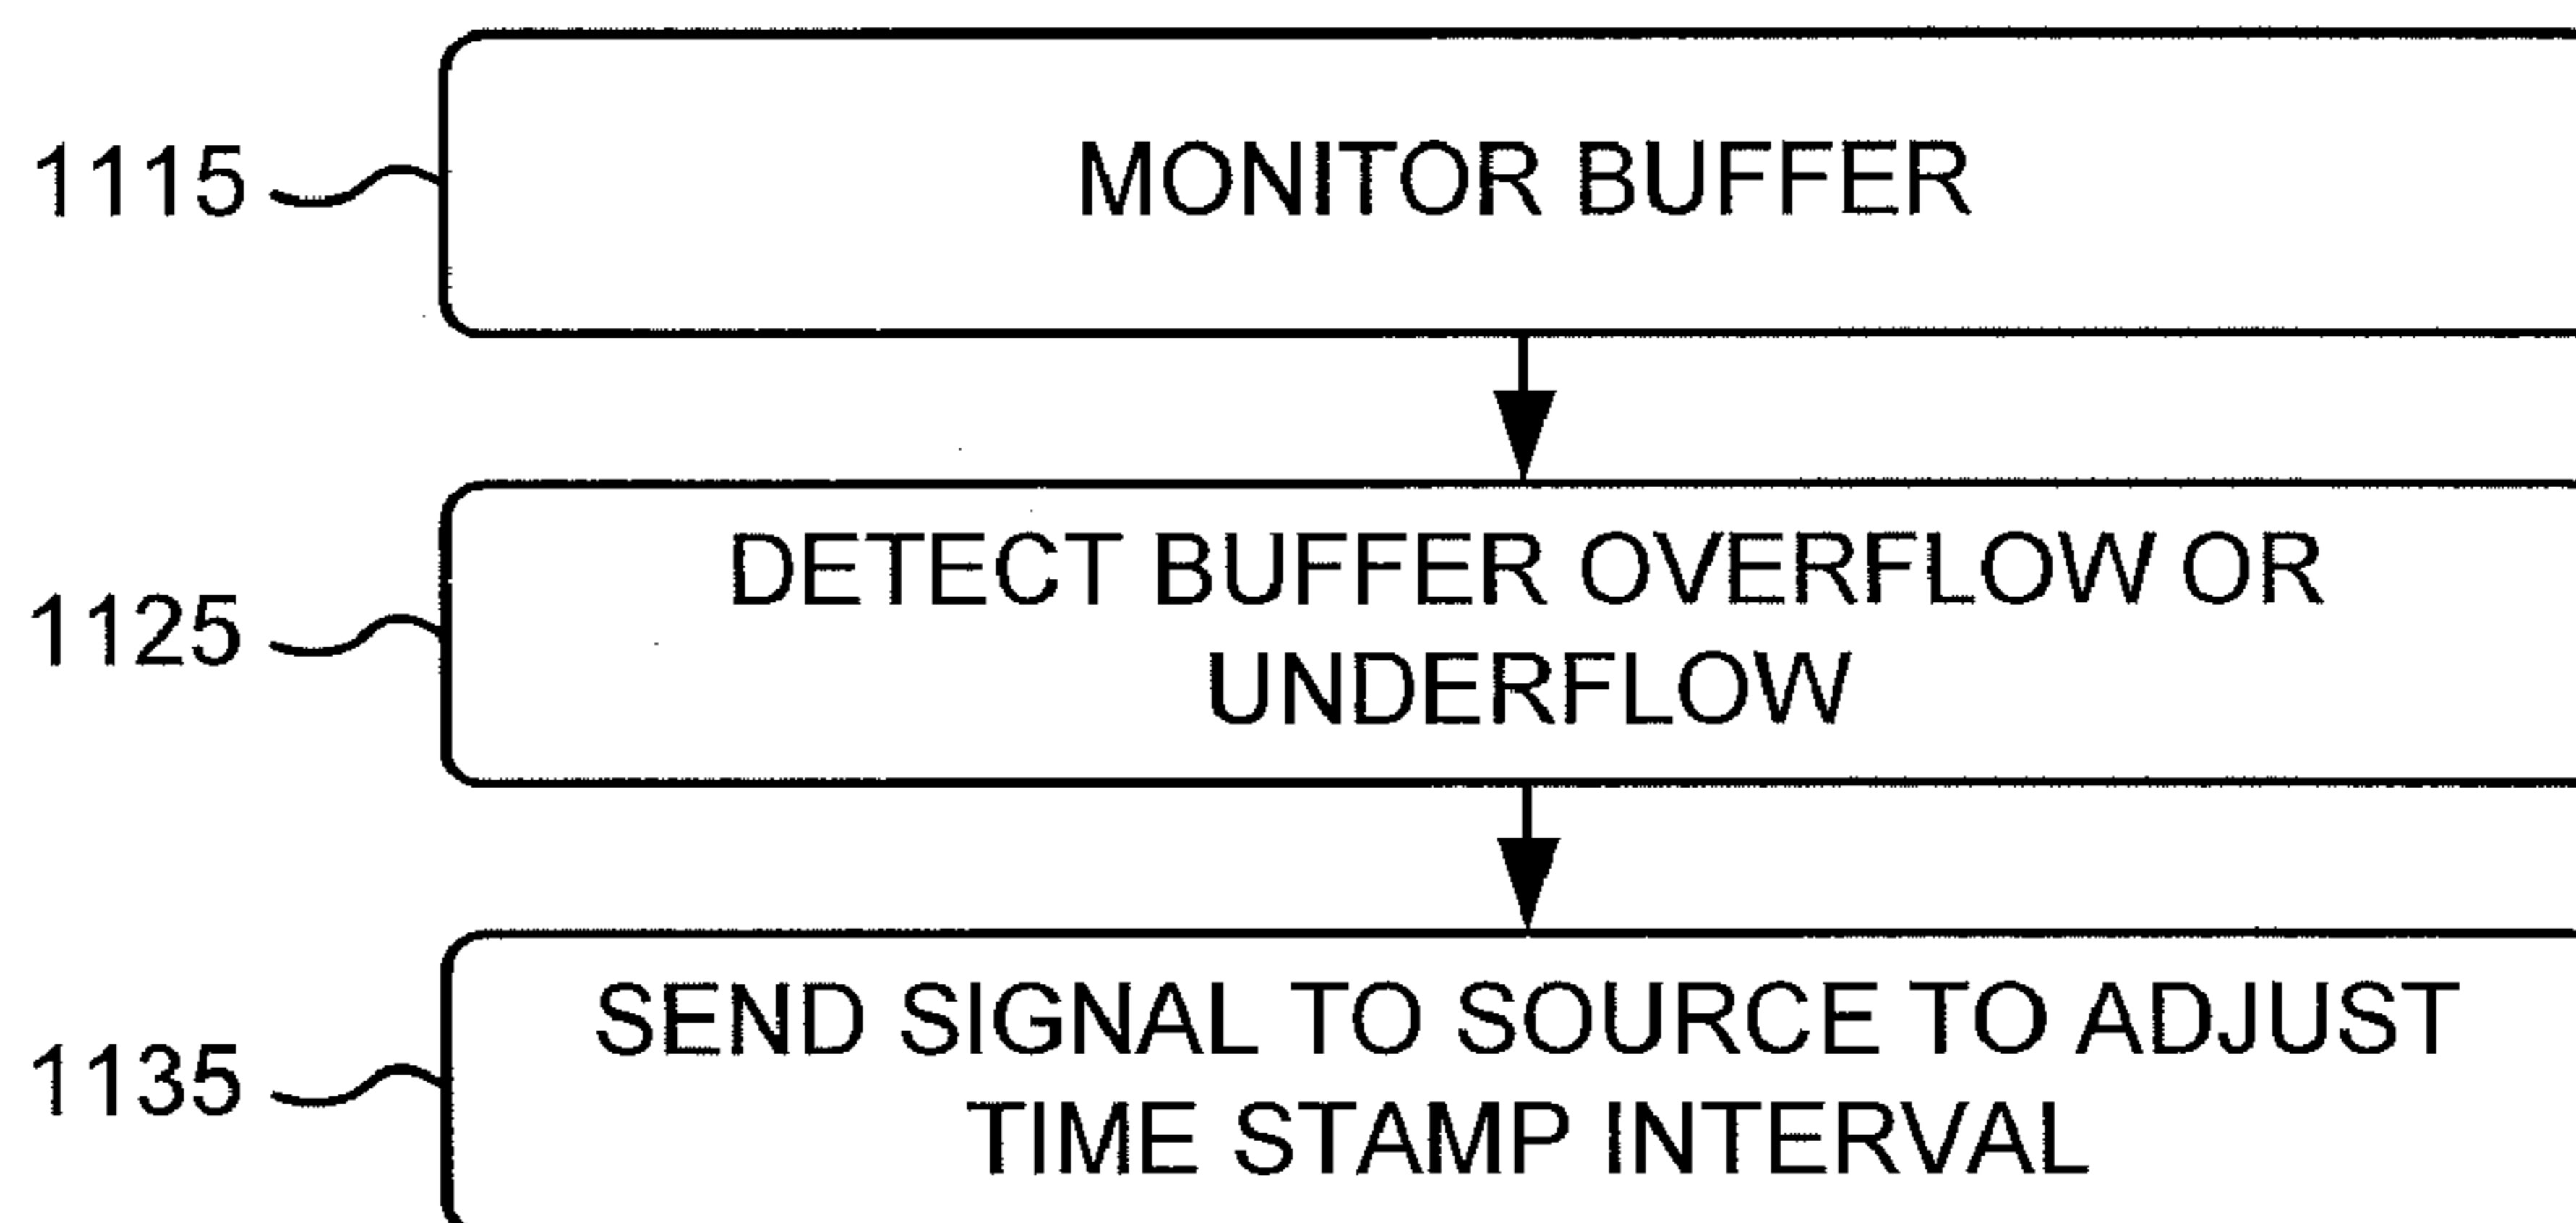 1115
MONITOR BUFFER
1125
DETECT BUFFER OVERFLOW OR
UNDERFLOW
1135
SEND SIGNAL TO SOURCE TO ADJUST
TIME STAMP INTERVAL